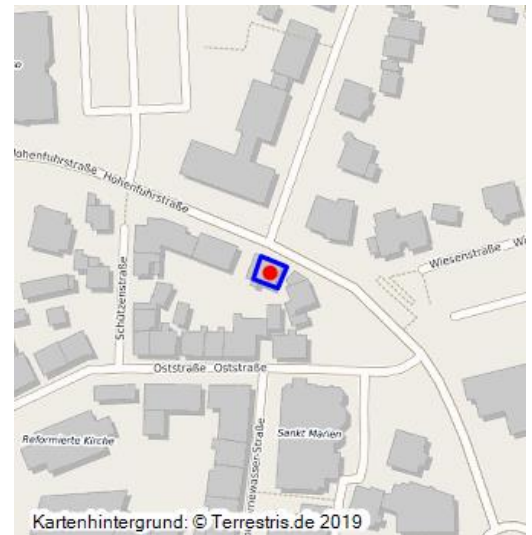 Hohenfuhrstraße Hohenfuhrstraße
Wiesenstraße
Schützenstraße
Oststraße Oststraße
Reformierte Kirche
Sankt Marien
Kartenhintergrund: © Terrestris.de 2019